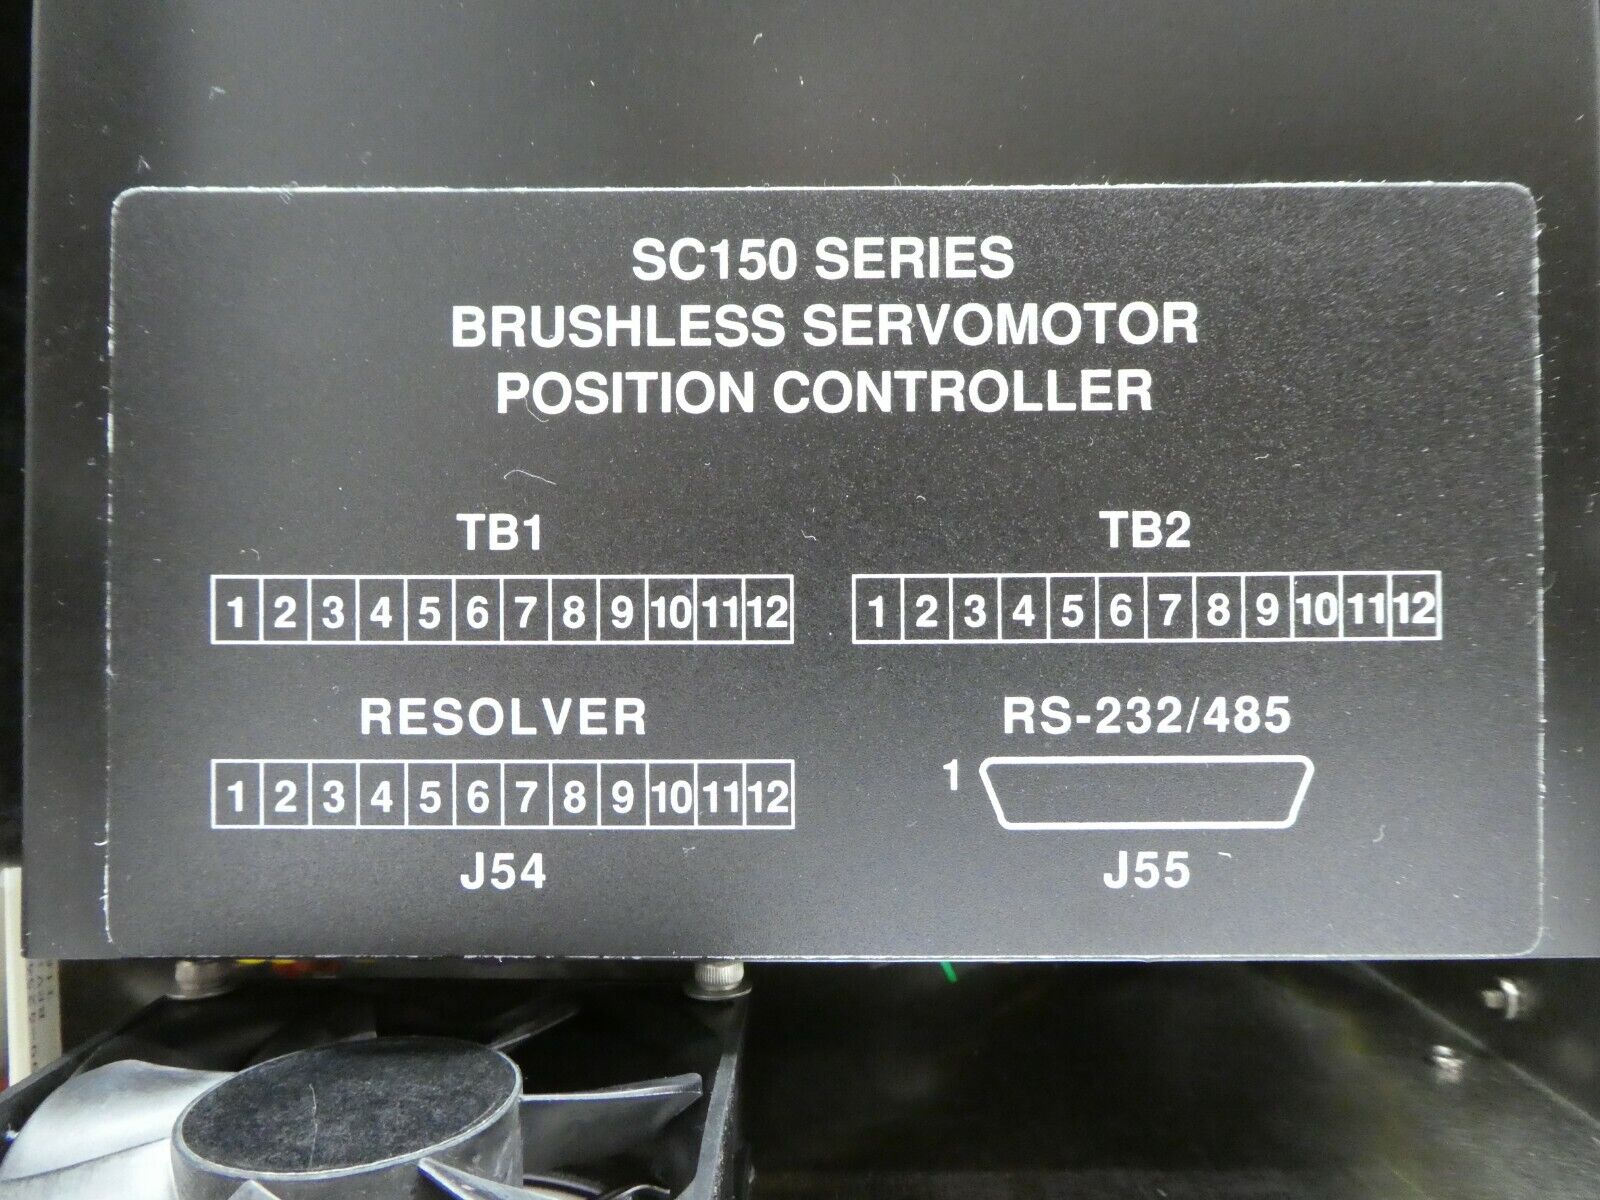 SC150 SERIES
BRUSHLESS SERVOMOTOR
POSITION CONTROLLER
TB1
TB2
1 2 3 4 5 6 7 8 9 10 11 12
1 2 3 4 5 6 7 8 9 10 11 12
RESOLVER
RS-232/485
1 2 3 4 5 6 7 8 9 10 11 12
1
J54
J55